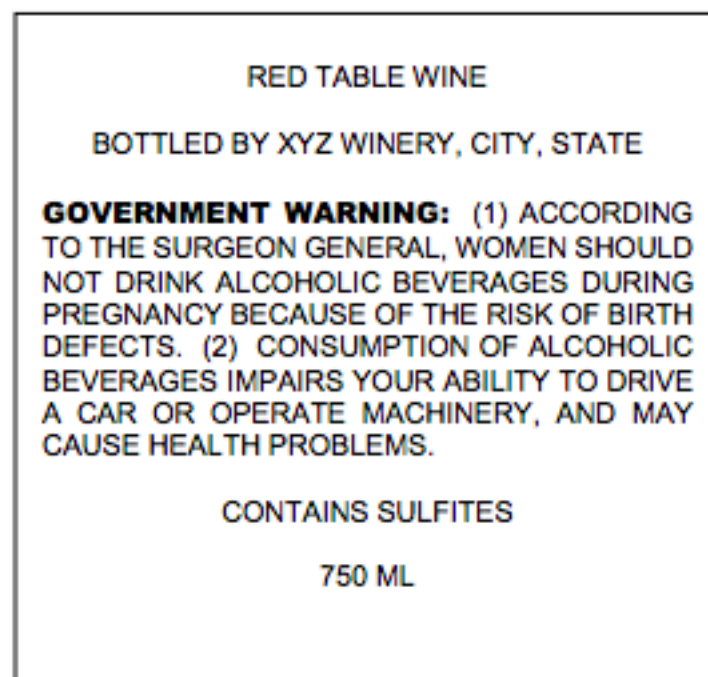 RED TABLE WINE
BOTTLED BY XYZ WINERY, CITY, STATE
GOVERNMENT WARNING: (1) ACCORDING
TO THE SURGEON GENERAL, WOMEN SHOULD
NOT DRINK ALCOHOLIC BEVERAGES DURING
PREGNANCY BECAUSE OF THE RISK OF BIRTH
DEFECTS. (2) CONSUMPTION OF ALCOHOLIC
BEVERAGES IMPAIRS YOUR ABILITY TO DRIVE
A CAR OR OPERATE MACHINERY, AND MAY
CAUSE HEALTH PROBLEMS.
CONTAINS SULFITES
750 ML